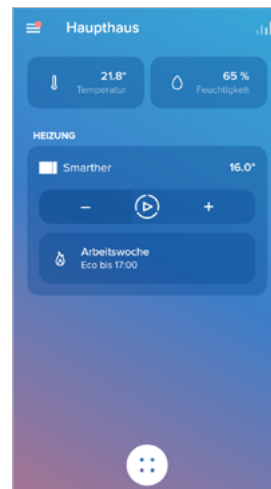 Haupthaus
21.8°
Temperatur
65 %
Feuchtigkeit
HEIZUNG
Smarther
16.0°
Arbeitswoche
Eco bis 17:00